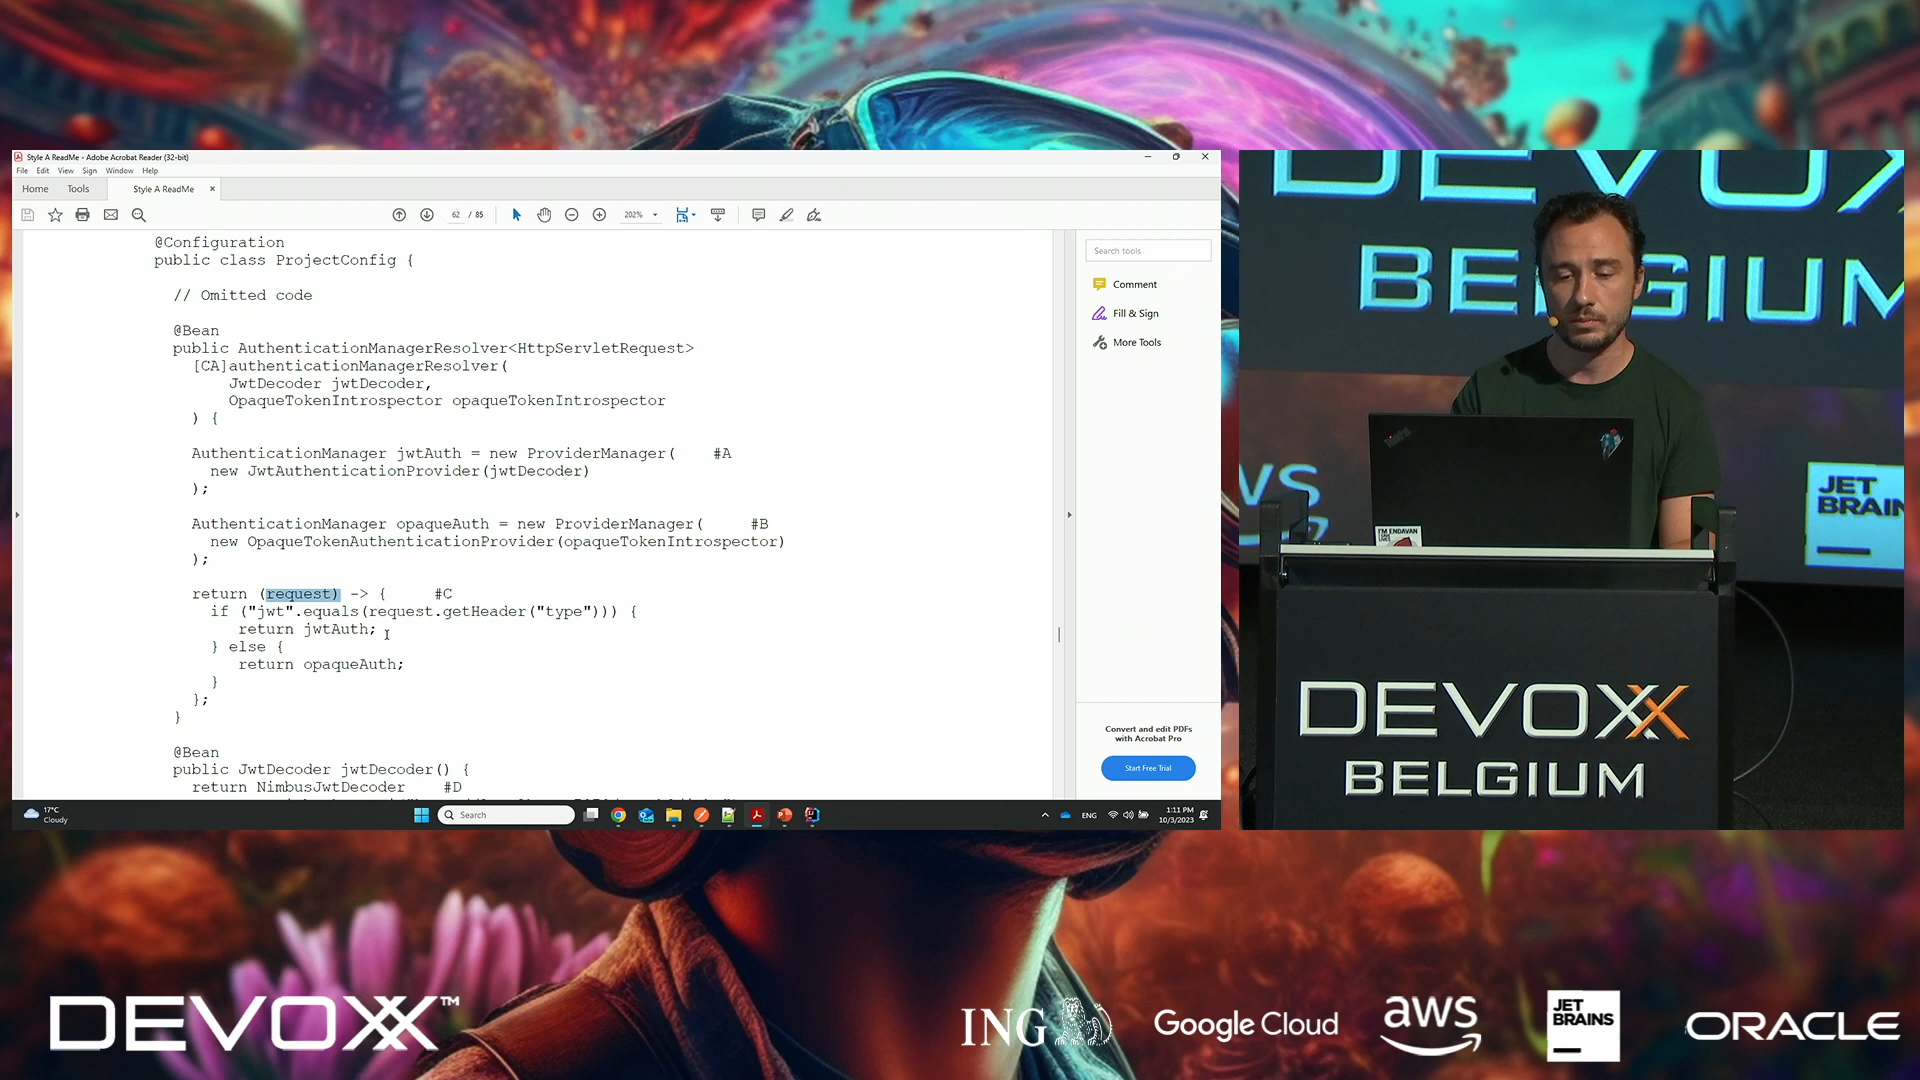 Style A ReadMe - Adobe Acrobat Reader (32-bit)
File Edit View Sign Window Help
Home Tools Style A ReadMe
62 / 85 202%
@Configuration
public class ProjectConfig {
// Omitted code
@Bean
public AuthenticationManagerResolver<HttpServletRequest>
[CA]authenticationManagerResolver(
JwtDecoder jwtDecoder,
OpaqueTokenIntrospector opaqueTokenIntrospector
) {
AuthenticationManager jwtAuth = new ProviderManager( #A
new JwtAuthenticationProvider(jwtDecoder)
);
AuthenticationManager opaqueAuth = new ProviderManager( #B
new OpaqueTokenAuthenticationProvider(opaqueTokenIntrospector)
);
return (request) -> { #C
if ("jwt".equals(request.getHeader("type"))) {
return jwtAuth;
} else {
return opaqueAuth;
}
};
}
@Bean
public JwtDecoder jwtDecoder() {
return NimbusJwtDecoder #D
Search tools
Comment
Fill & Sign
More Tools
Convert and edit PDFs
with Acrobat Pro
Start Free Trial
17°C
Cloudy
Search
ENG
1:11 PM
10/3/2023
DEVOX
BELGIUM
WS
JET
BRAIN
I'M ENDAVAN
DEVOXX
BELGIUM
DEVOXX™
ING
Google Cloud
aws
JET
BRAINS
ORACLE